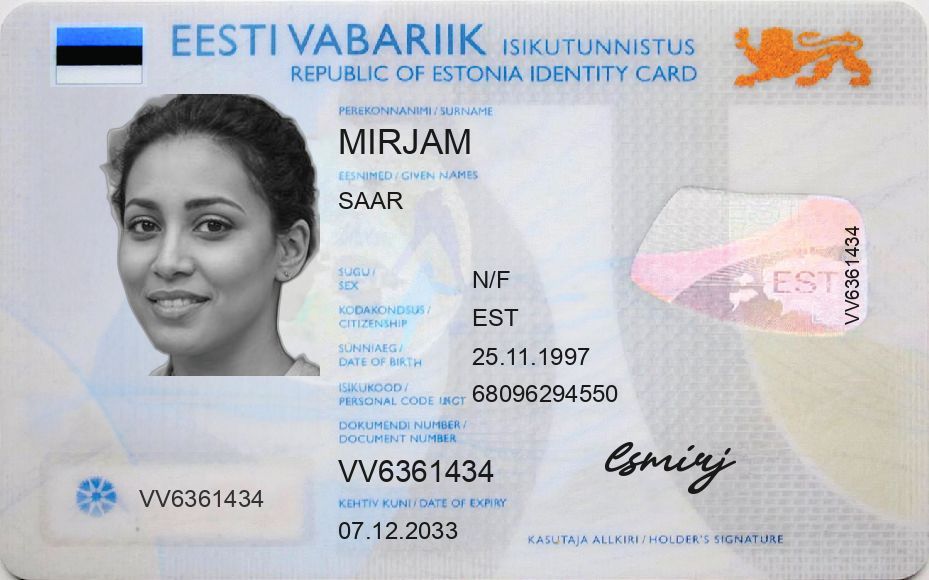 EESTI VABARIIK ISIKUTUNNISTUS
REPUBLIC OF ESTONIA IDENTITY CARD
PEREKONNANIMI / SURNAME
MIRJAM
EESNIMED / GIVEN NAMES
SAAR
SUGU /
SEX
N/F
KODAKONDSUS /
CITIZENSHIP
EST
SÜNNIAEG /
DATE OF BIRTH
25.11.1997
ISIKUKOOD /
PERSONAL CODE
68096294550
DOKUMENDI NUMBER /
DOCUMENT NUMBER
VV6361434
KEHTIV KUNI / DATE OF EXPIRY
07.12.2033
VV6361434
EST
VV6361434
esmirj
KASUTAJA ALLKIRI / HOLDER'S SIGNATURE